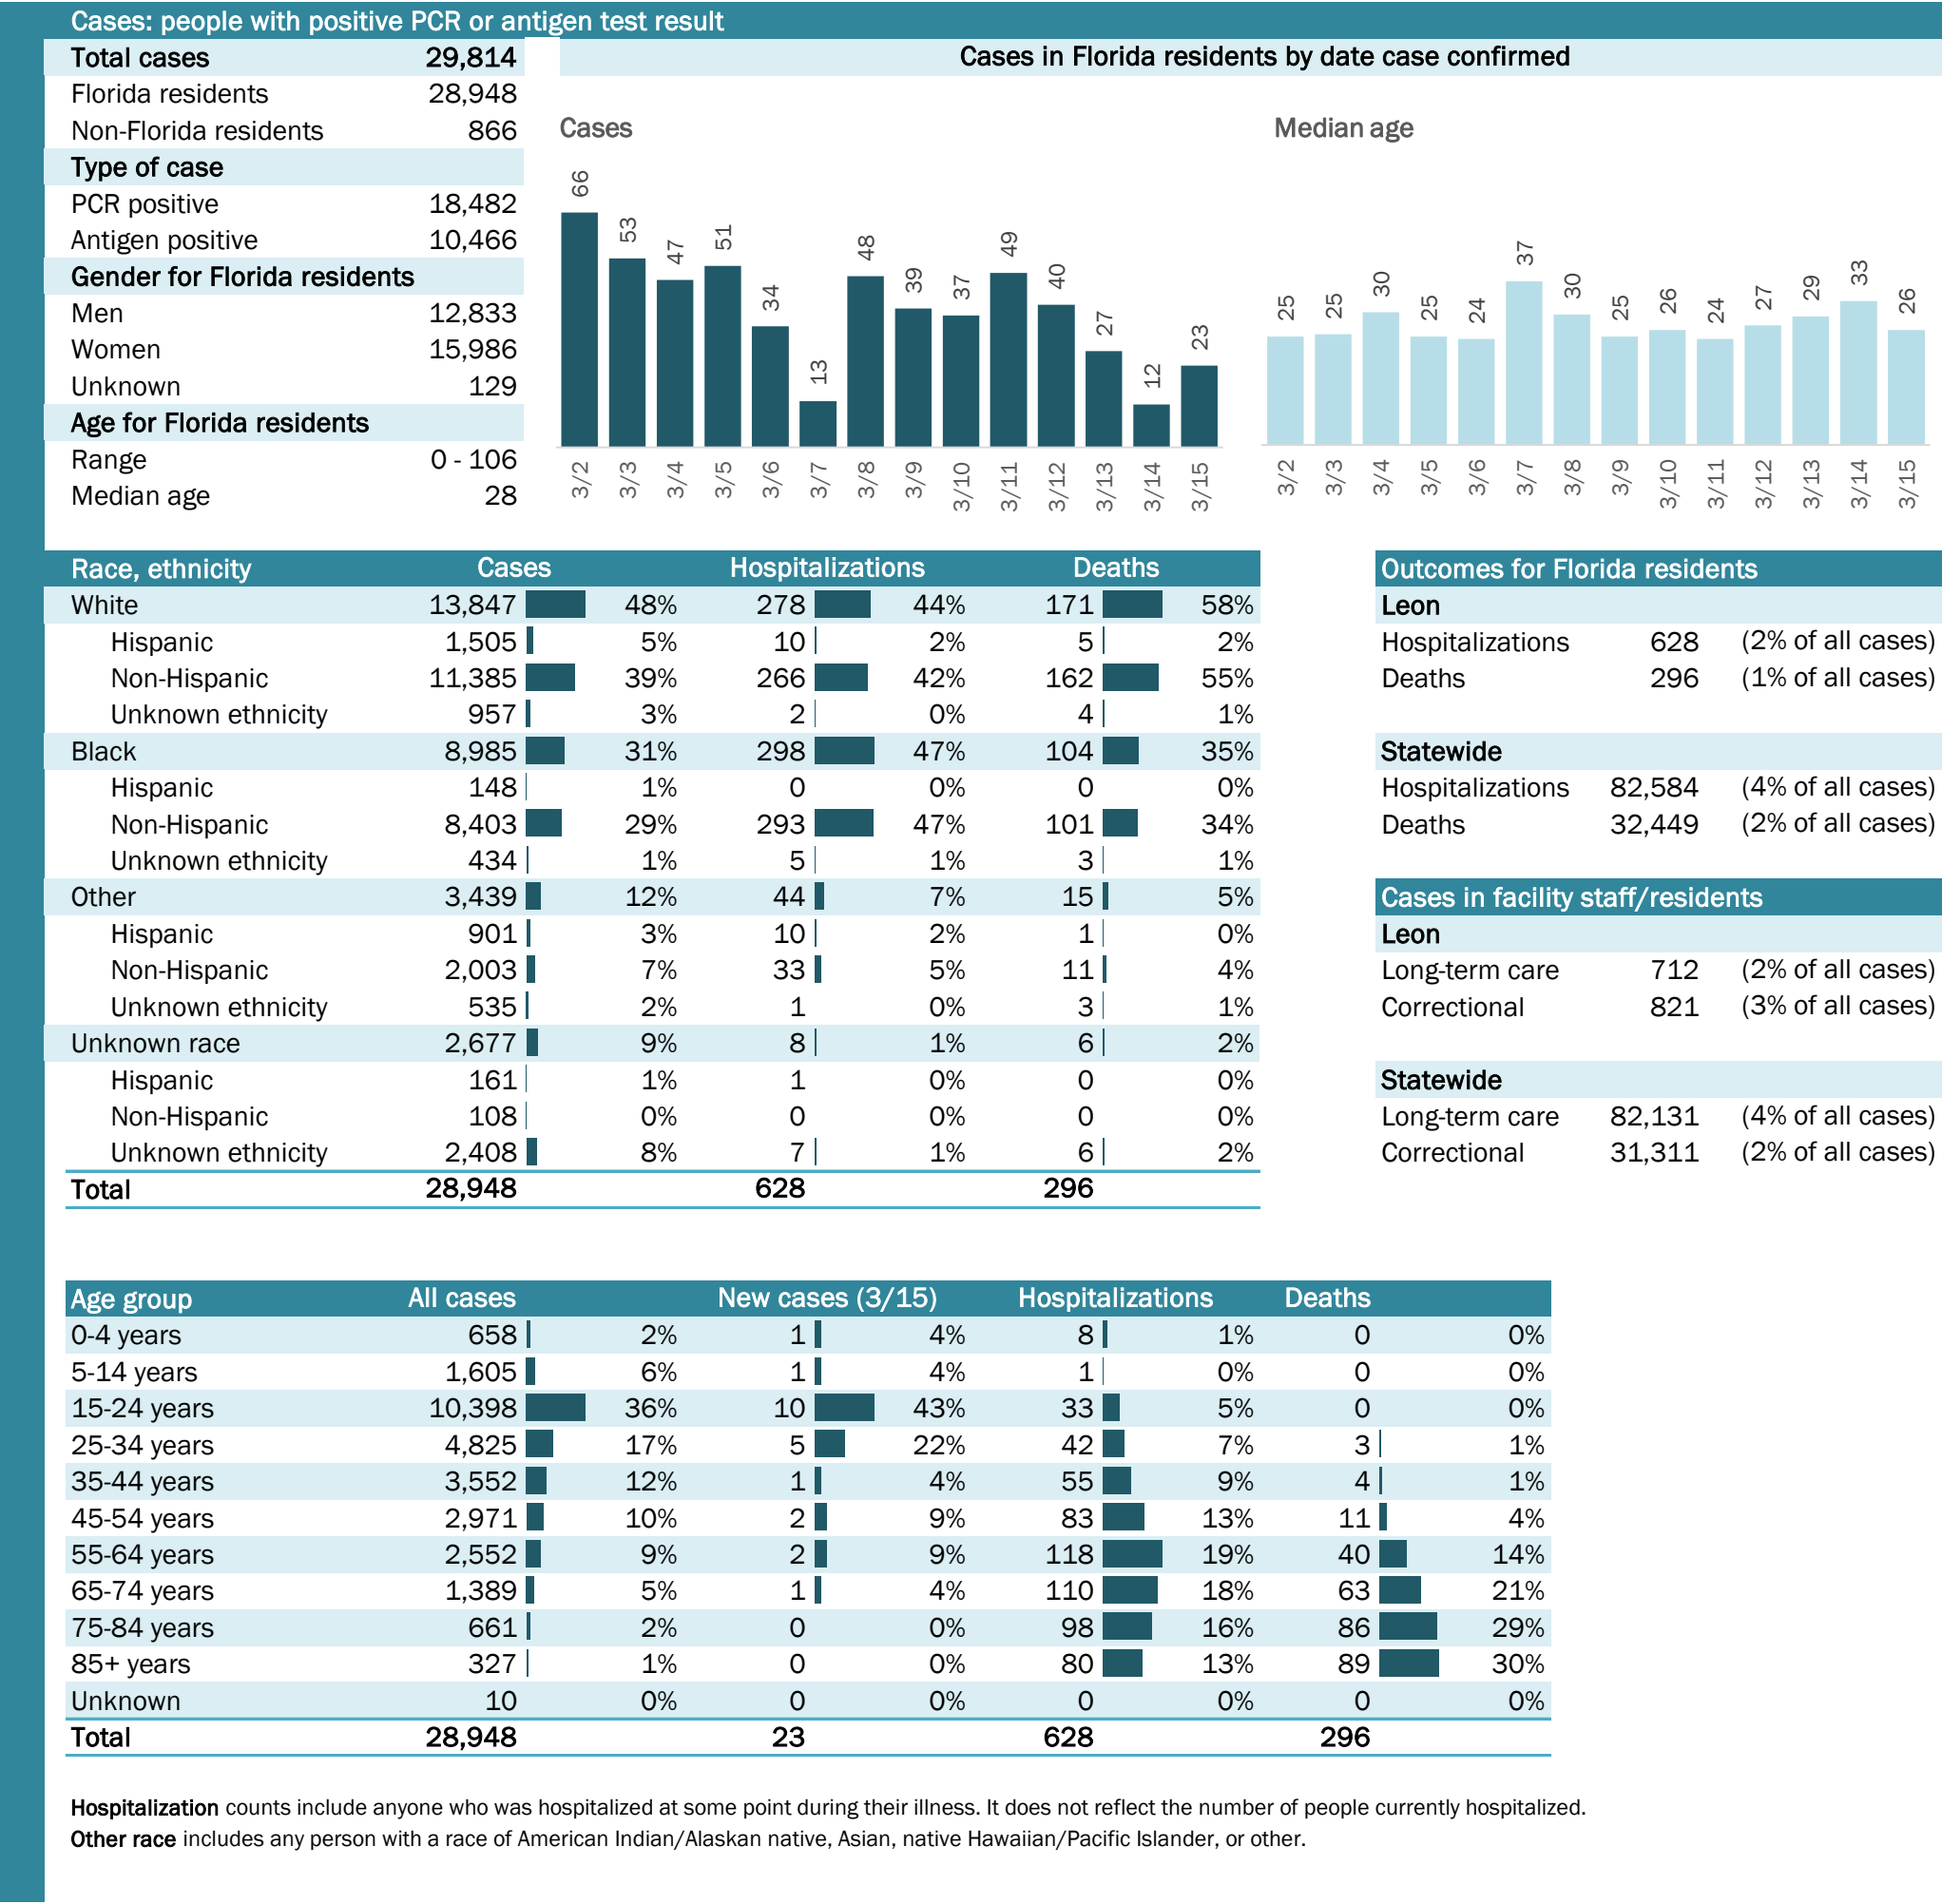 Cases: people with positive PCR or antigen test result
Total cases 29,814
Florida residents 28,948
Non-Florida residents 866
Type of case
PCR positive 18,482
Antigen positive 10,466
Gender for Florida residents
Men 12,833
Women 15,986
Unknown 129
Age for Florida residents
Range 0 - 106
Median age 28
Cases in Florida residents by date case confirmed
Cases
66 53 47 51 34 13 48 39 37 49 40 27 12 23
3/2 3/3 3/4 3/5 3/6 3/7 3/8 3/9 3/10 3/11 3/12 3/13 3/14 3/15
Median age
25 25 30 25 24 37 30 25 26 24 27 29 33 26
3/2 3/3 3/4 3/5 3/6 3/7 3/8 3/9 3/10 3/11 3/12 3/13 3/14 3/15
Race, ethnicity Cases Hospitalizations Deaths
White 13,847 48% 278 44% 171 58%
Hispanic 1,505 5% 10 2% 5 2%
Non-Hispanic 11,385 39% 266 42% 162 55%
Unknown ethnicity 957 3% 2 0% 4 1%
Black 8,985 31% 298 47% 104 35%
Hispanic 148 1% 0 0% 0 0%
Non-Hispanic 8,403 29% 293 47% 101 34%
Unknown ethnicity 434 1% 5 1% 3 1%
Other 3,439 12% 44 7% 15 5%
Hispanic 901 3% 10 2% 1 0%
Non-Hispanic 2,003 7% 33 5% 11 4%
Unknown ethnicity 535 2% 1 0% 3 1%
Unknown race 2,677 9% 8 1% 6 2%
Hispanic 161 1% 1 0% 0 0%
Non-Hispanic 108 0% 0 0% 0 0%
Unknown ethnicity 2,408 8% 7 1% 6 2%
Total 28,948 628 296
Outcomes for Florida residents
Leon
Hospitalizations 628 (2% of all cases)
Deaths 296 (1% of all cases)
Statewide
Hospitalizations 82,584 (4% of all cases)
Deaths 32,449 (2% of all cases)
Cases in facility staff/residents
Leon
Long-term care 712 (2% of all cases)
Correctional 821 (3% of all cases)
Statewide
Long-term care 82,131 (4% of all cases)
Correctional 31,311 (2% of all cases)
Age group All cases New cases (3/15) Hospitalizations Deaths
0-4 years 658 2% 1 4% 8 1% 0 0%
5-14 years 1,605 6% 1 4% 1 0% 0 0%
15-24 years 10,398 36% 10 43% 33 5% 0 0%
25-34 years 4,825 17% 5 22% 42 7% 3 1%
35-44 years 3,552 12% 1 4% 55 9% 4 1%
45-54 years 2,971 10% 2 9% 83 13% 11 4%
55-64 years 2,552 9% 2 9% 118 19% 40 14%
65-74 years 1,389 5% 1 4% 110 18% 63 21%
75-84 years 661 2% 0 0% 98 16% 86 29%
85+ years 327 1% 0 0% 80 13% 89 30%
Unknown 10 0% 0 0% 0 0% 0 0%
Total 28,948 23 628 296
Hospitalization counts include anyone who was hospitalized at some point during their illness. It does not reflect the number of people currently hospitalized.
Other race includes any person with a race of American Indian/Alaskan native, Asian, native Hawaiian/Pacific Islander, or other.